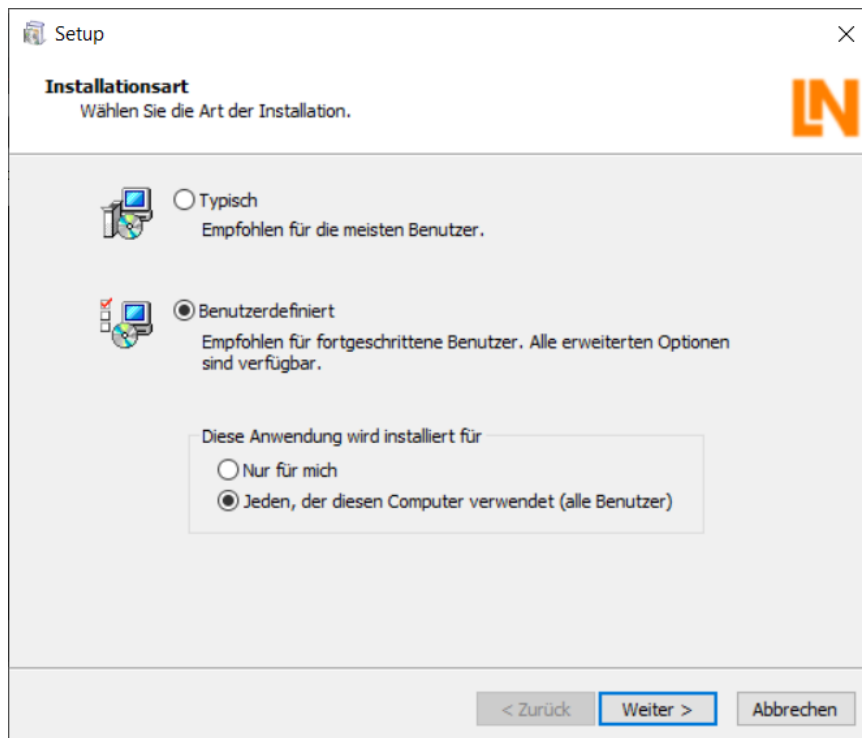 Setup
Installationsart
Wählen Sie die Art der Installation.
LN
Typisch
Empfohlen für die meisten Benutzer.
Benutzerdefiniert
Empfohlen für fortgeschrittene Benutzer. Alle erweiterten Optionen
sind verfügbar.
Diese Anwendung wird installiert für
Nur für mich
Jeden, der diesen Computer verwendet (alle Benutzer)
< Zurück Weiter > Abbrechen